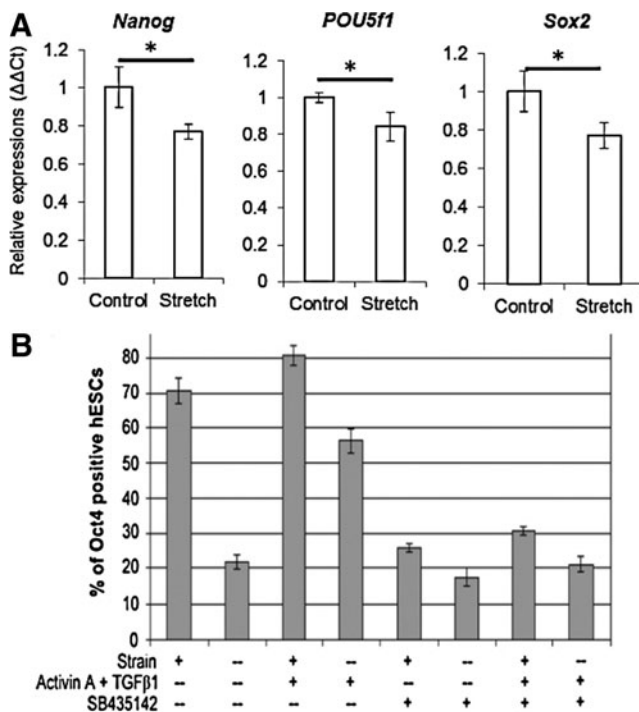 A
Nanog
POU5f1
Sox2
Relative expressions (ΔΔCt)
1.2
1
0.8
0.6
0.4
0.2
0
*
Control Stretch
1.2
1
0.8
0.6
0.4
0.2
0
*
Control Stretch
1.2
1
0.8
0.6
0.4
0.2
0
*
Control Stretch
B
% of Oct4 positive hESCs
80
70
60
50
40
30
20
10
0
Strain + -- + -- + -- + --
Activin A + TGFβ1 -- -- + + -- -- + +
SB435142 -- -- -- -- + + + +